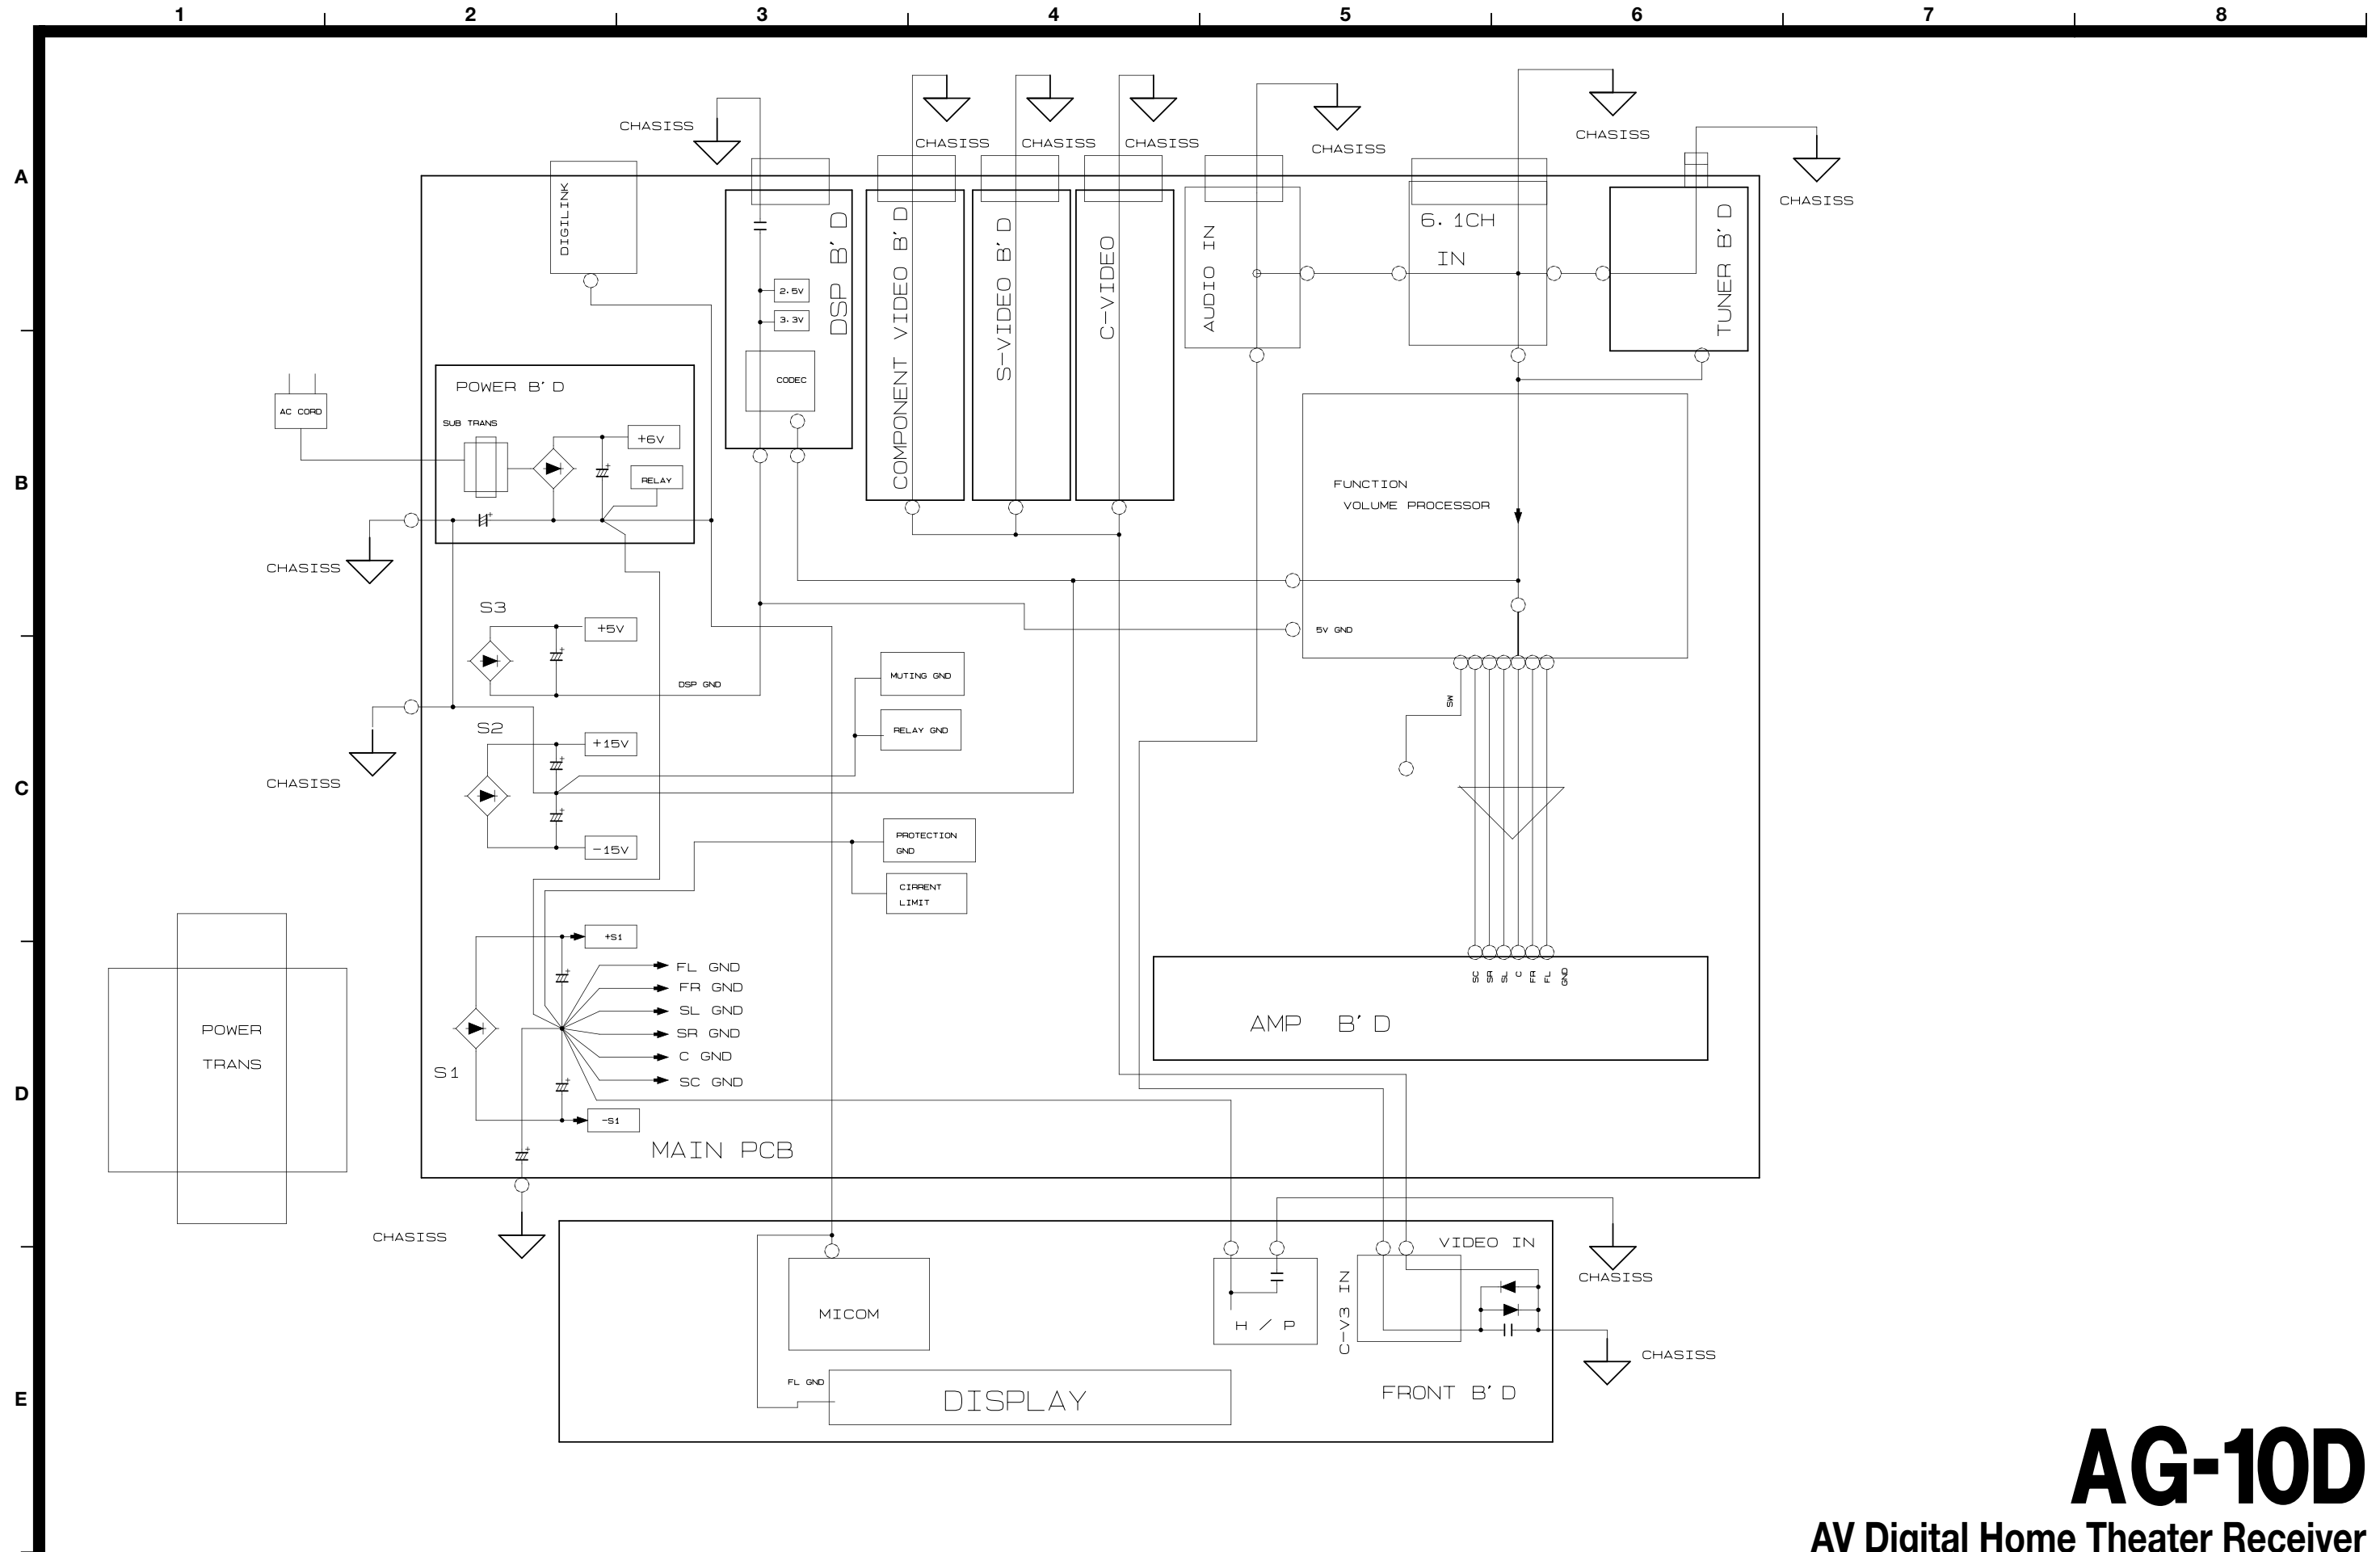 1 2 3 4 5 6 7 8
A
B
C
D
E
CHASISS
CHASISS
CHASISS
CHASISS
CHASISS
CHASISS
CHASISS
DIGILINK
DSP B'D
2.5V
3.3V
CODEC
COMPONENT VIDEO B'D
S-VIDEO B'D
C-VIDEO
AUDIO IN
6.1CH
IN
TUNER B'D
AC CORD
POWER B'D
SUB TRANS
+6V
RELAY
CHASISS
FUNCTION
VOLUME PROCESSOR
5V GND
S3
+5V
DSP GND
MUTING GND
RELAY GND
SW
S2
+15V
-15V
CHASISS
PROTECTION
GND
CIRRENT
LIMIT
+S1
FL GND
FR GND
SL GND
SR GND
C GND
SC GND
S1
-S1
POWER
TRANS
SC
SR
SL
C
FR
FL
GND
AMP B'D
MAIN PCB
CHASISS
VIDEO IN
CHASISS
MICOM
H / P
C-V3 IN
CHASISS
FL GND
DISPLAY
FRONT B'D
AG-10D
AV Digital Home Theater Receiver